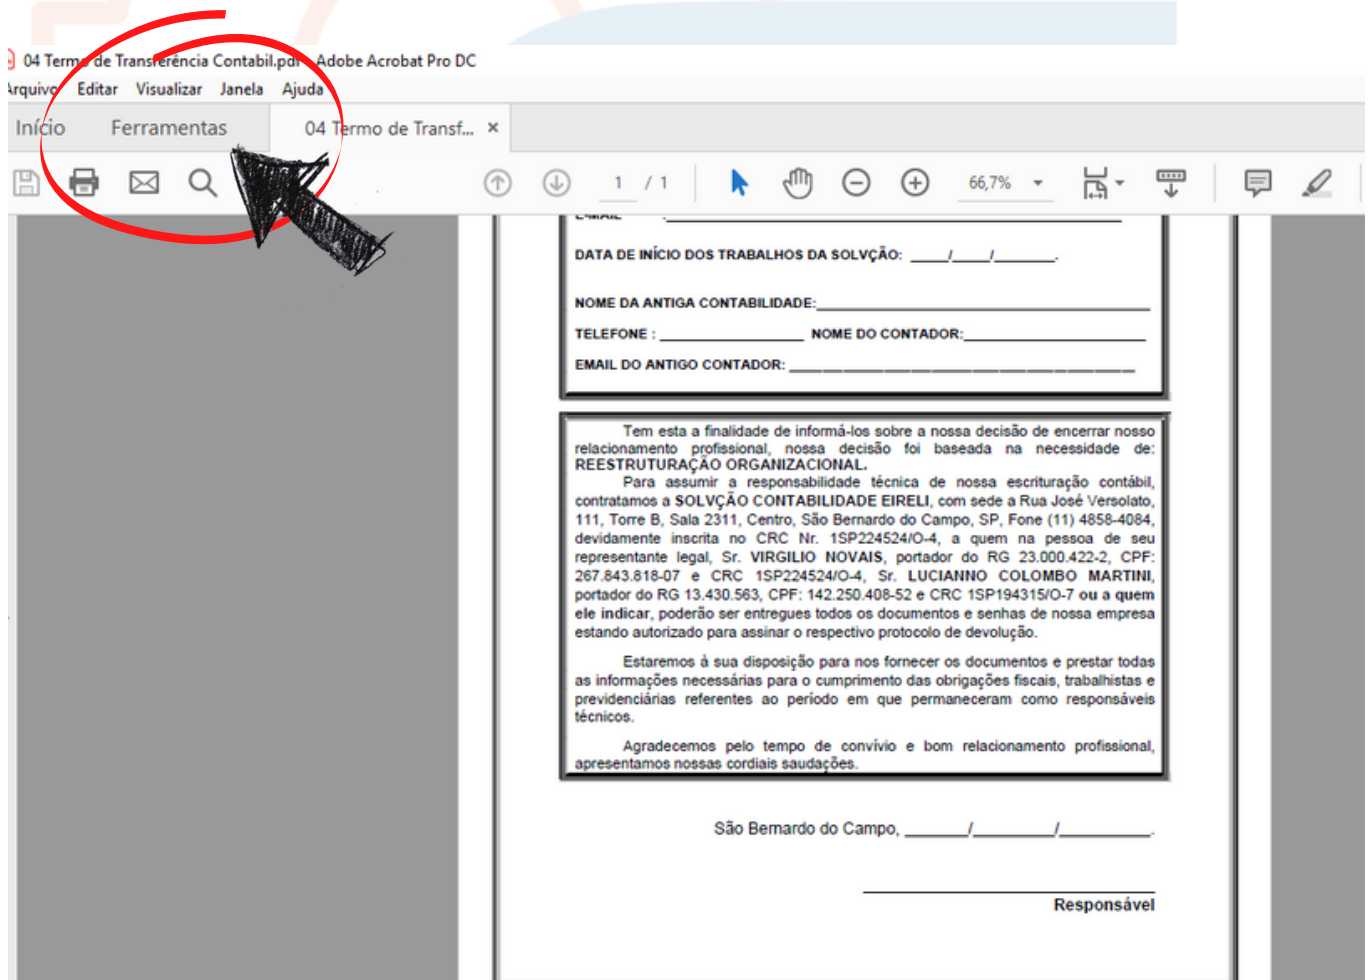 04 Termo de Transferência Contabil.pdf - Adobe Acrobat Pro DC
Arquivo Editar Visualizar Janela Ajuda
Início Ferramentas 04 Termo de Transf... ×
1 / 1 66,7%
E-MAIL :
DATA DE INÍCIO DOS TRABALHOS DA SOLVÇÃO: ____/____/_______.
NOME DA ANTIGA CONTABILIDADE:
TELEFONE : ____________ NOME DO CONTADOR:____________
EMAIL DO ANTIGO CONTADOR: ____________
Tem esta a finalidade de informá-los sobre a nossa decisão de encerrar nosso
relacionamento profissional, nossa decisão foi baseada na necessidade de:
REESTRUTURAÇÃO ORGANIZACIONAL.
Para assumir a responsabilidade técnica de nossa escrituração contábil,
contratamos a SOLVÇÃO CONTABILIDADE EIRELI, com sede a Rua José Versolato,
111, Torre B, Sala 2311, Centro, São Bernardo do Campo, SP, Fone (11) 4858-4084,
devidamente inscrita no CRC Nr. 1SP224524/O-4, a quem na pessoa de seu
representante legal, Sr. VIRGILIO NOVAIS, portador do RG 23.000.422-2, CPF:
267.843.818-07 e CRC 1SP224524/O-4, Sr. LUCIANNO COLOMBO MARTINI,
portador do RG 13.430.563, CPF: 142.250.408-52 e CRC 1SP194315/O-7 ou a quem
ele indicar, poderão ser entregues todos os documentos e senhas de nossa empresa
estando autorizado para assinar o respectivo protocolo de devolução.
Estaremos à sua disposição para nos fornecer os documentos e prestar todas
as informações necessárias para o cumprimento das obrigações fiscais, trabalhistas e
previdenciárias referentes ao período em que permaneceram como responsáveis
técnicos.
Agradecemos pelo tempo de convívio e bom relacionamento profissional,
apresentamos nossas cordiais saudações.
São Bernardo do Campo, ______/________/_________.
Responsável